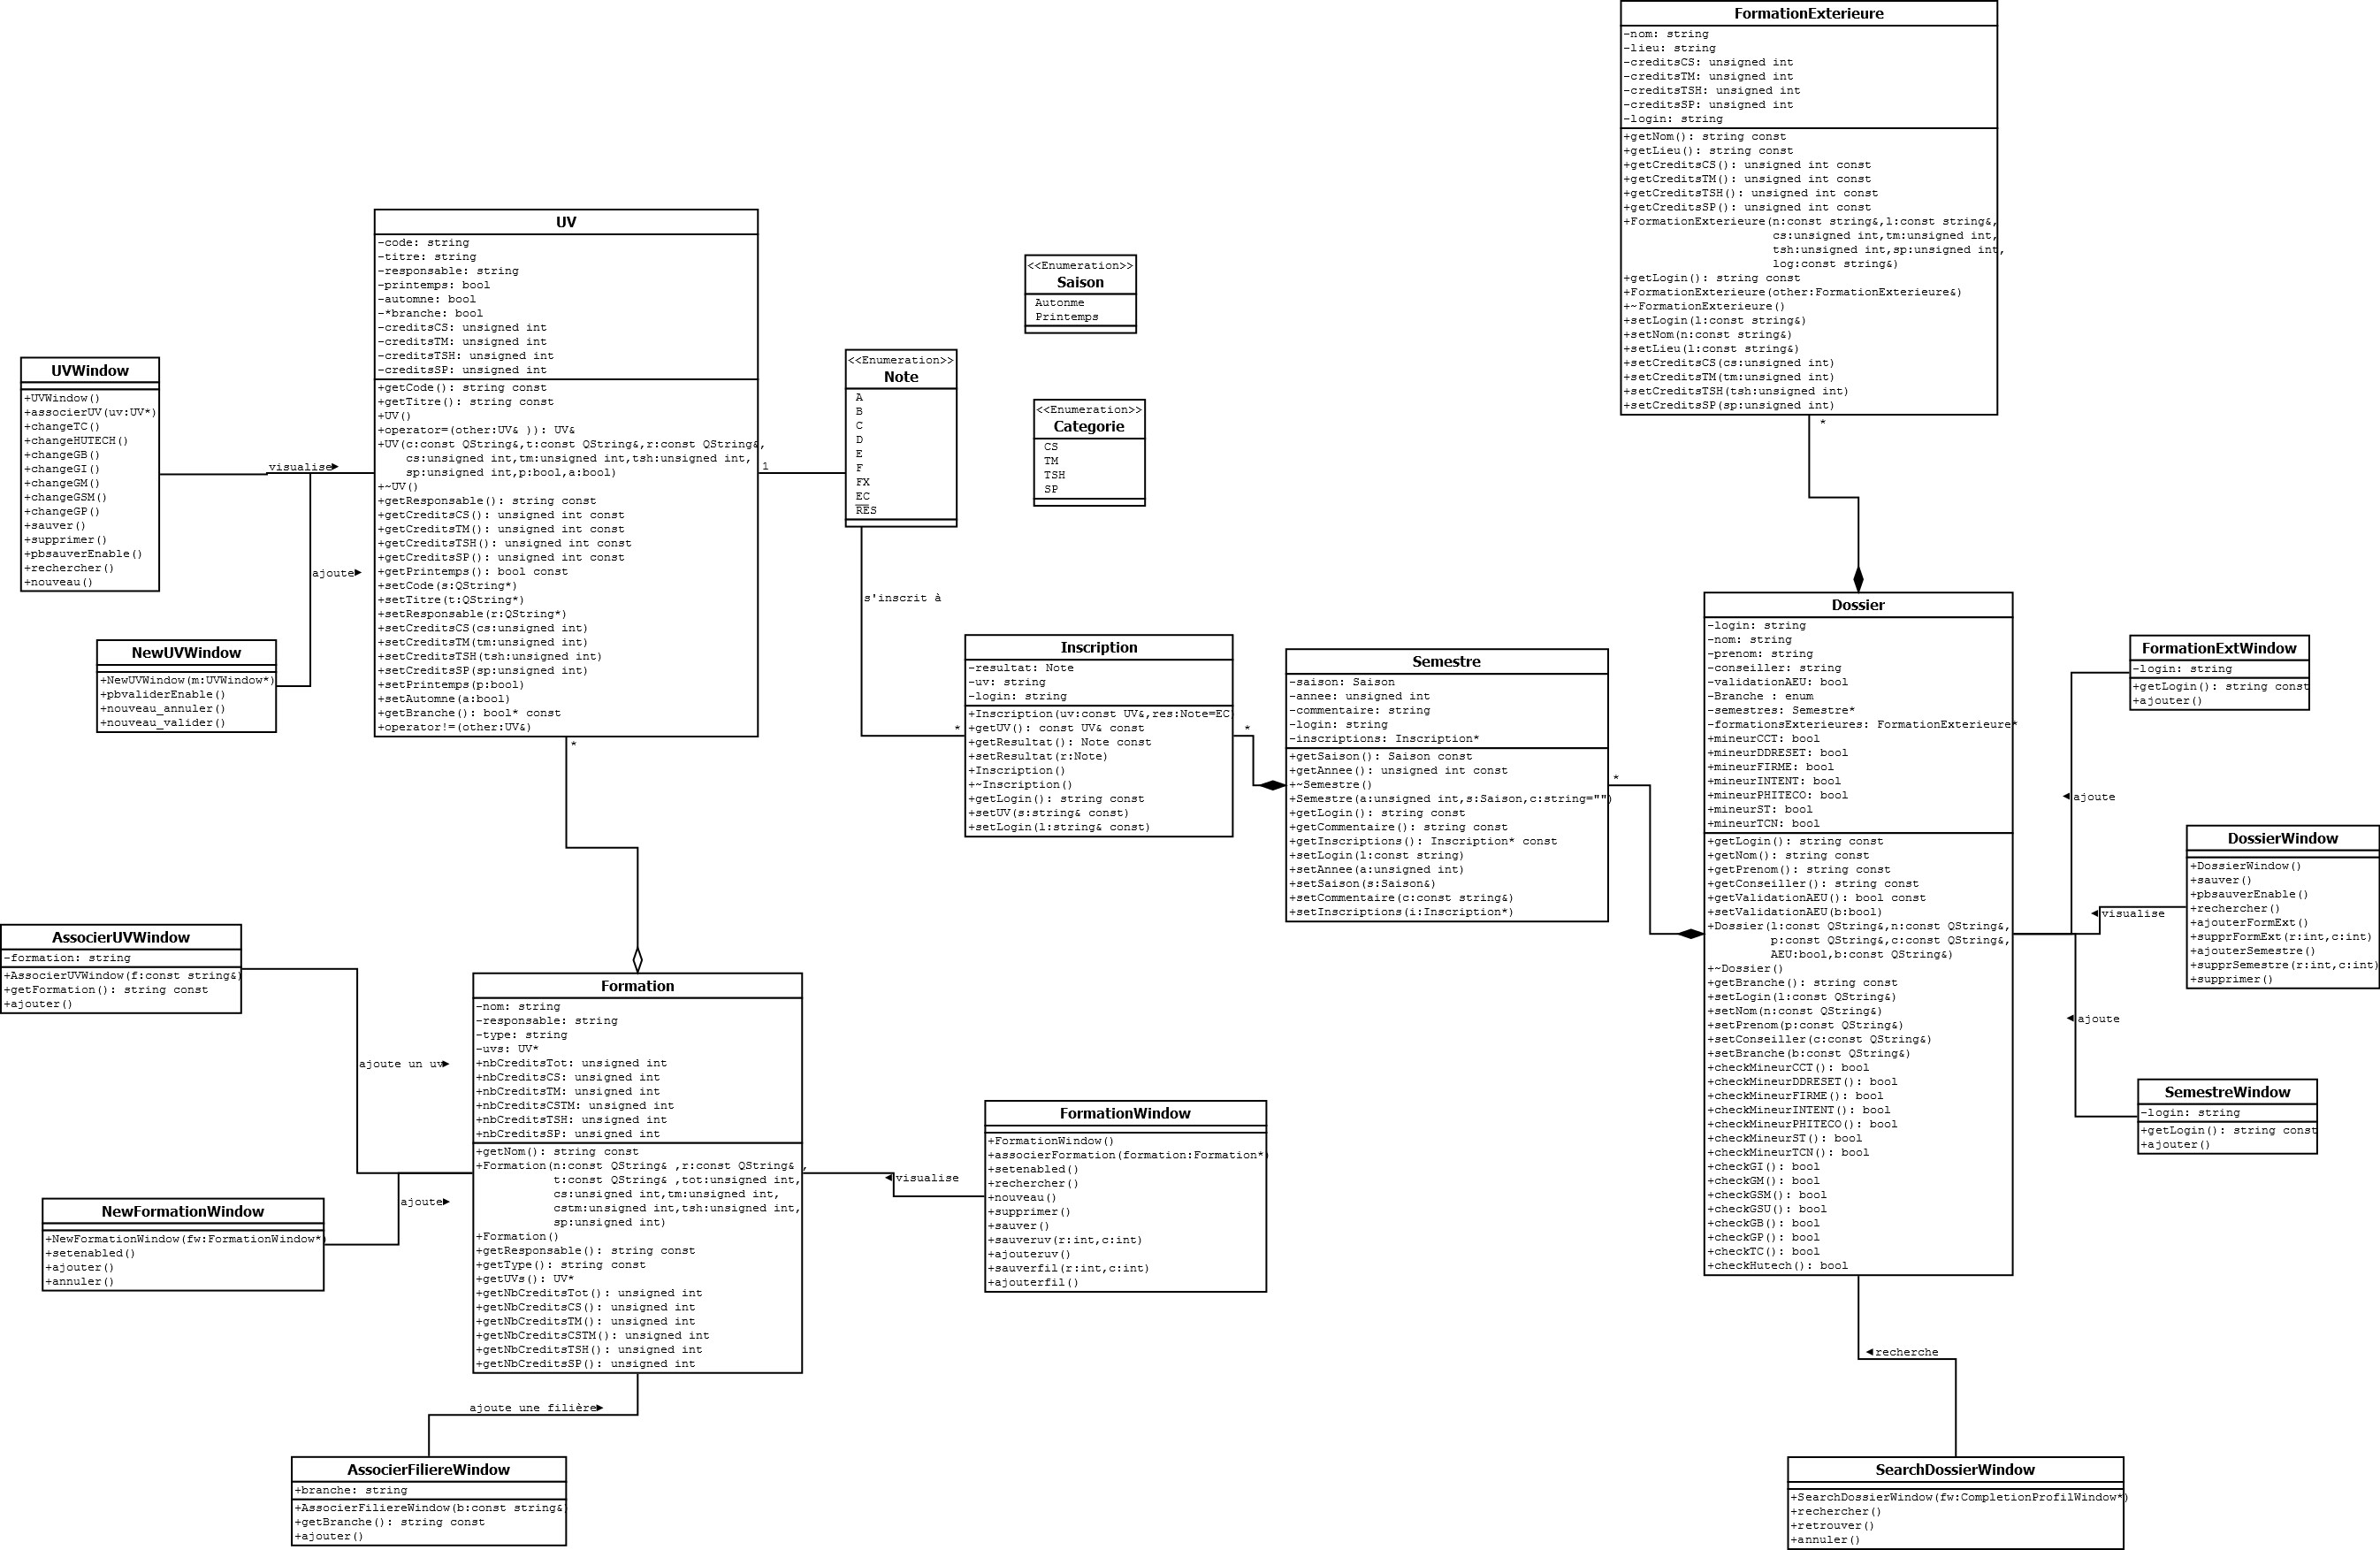 FormationExterieure
-nom: string
-lieu: string
-creditsCS: unsigned int
-creditsTM: unsigned int
-creditsTSH: unsigned int
-creditsSP: unsigned int
-login: string
+getNom(): string const
+getLieu(): string const
+getCreditsCS(): unsigned int const
+getCreditsTM(): unsigned int const
+getCreditsTSH(): unsigned int const
+getCreditsSP(): unsigned int const
+FormationExterieure(n:const string&,l:const string&,
cs:unsigned int,tm:unsigned int,
tsh:unsigned int,sp:unsigned int,
log:const string&)
+getLogin(): string const
+FormationExterieure(other:FormationExterieure&)
+~FormationExterieure()
+setLogin(l:const string&)
+setNom(n:const string&)
+setLieu(l:const string&)
+setCreditsCS(cs:unsigned int)
+setCreditsTM(tm:unsigned int)
+setCreditsTSH(tsh:unsigned int)
+setCreditsSP(sp:unsigned int)
*
UV
-code: string
-titre: string
-responsable: string
-printemps: bool
-automne: bool
-*branche: bool
-creditsCS: unsigned int
-creditsTM: unsigned int
-creditsTSH: unsigned int
-creditsSP: unsigned int
+getCode(): string const
+getTitre(): string const
+UV()
+operator=(other:UV& )): UV&
+UV(c:const QString&,t:const QString&,r:const QString&,
cs:unsigned int,tm:unsigned int,tsh:unsigned int,
sp:unsigned int,p:bool,a:bool)
+~UV()
+getResponsable(): string const
+getCreditsCS(): unsigned int const
+getCreditsTM(): unsigned int const
+getCreditsTSH(): unsigned int const
+getCreditsSP(): unsigned int const
+getPrintemps(): bool const
+setCode(s:QString*)
+setTitre(t:QString*)
+setResponsable(r:QString*)
+setCreditsCS(cs:unsigned int)
+setCreditsTM(tm:unsigned int)
+setCreditsTSH(tsh:unsigned int)
+setCreditsSP(sp:unsigned int)
+setPrintemps(p:bool)
+setAutomne(a:bool)
+getBranche(): bool* const
+operator!=(other:UV&)
*
1
<<Enumeration>>
Saison
Autonme
Printemps
<<Enumeration>>
Note
A
B
C
D
E
F
FX
EC
RES
<<Enumeration>>
Categorie
CS
TM
TSH
SP
UVWindow
+UVWindow()
+associerUV(uv:UV*)
+changeTC()
+changeHUTECH()
+changeGB()
+changeGI()
+changeGM()
+changeGSM()
+changeGP()
+sauver()
+supprimer()
+pbsauverEnable()
+rechercher()
+nouveau()
visualise
ajoute
NewUVWindow
+NewUVWindow(m:UVWindow*)
+pbvaliderEnable()
+nouveau_annuler()
+nouveau_valider()
s'inscrit à
*
Inscription
-resultat: Note
-uv: string
-login: string
+Inscription(uv:const UV&,res:Note=EC)
+getUV(): const UV& const
+getResultat(): Note const
+setResultat(r:Note)
+Inscription()
+~Inscription()
+getLogin(): string const
+setUV(s:string& const)
+setLogin(l:string& const)
*
Semestre
-saison: Saison
-annee: unsigned int
-commentaire: string
-login: string
-inscriptions: Inscription*
+getSaison(): Saison const
+getAnnee(): unsigned int const
+~Semestre()
+Semestre(a:unsigned int,s:Saison,c:string="")
+getLogin(): string const
+getCommentaire(): string const
+getInscriptions(): Inscription* const
+setLogin(l:const string)
+setAnnee(a:unsigned int)
+setSaison(s:Saison&)
+setCommentaire(c:const string&)
+setInscriptions(i:Inscription*)
*
Dossier
-login: string
-nom: string
-prenom: string
-conseiller: string
-validationAEU: bool
-Branche : enum
-semestres: Semestre*
-formationsExterieures: FormationExterieure*
+mineurCCT: bool
+mineurDDRESET: bool
+mineurFIRME: bool
+mineurINTENT: bool
+mineurPHITECO: bool
+mineurST: bool
+mineurTCN: bool
+getLogin(): string const
+getNom(): string const
+getPrenom(): string const
+getConseiller(): string const
+getValidationAEU(): bool const
+setValidationAEU(b:bool)
+Dossier(l:const QString&,n:const QString&,
p:const QString&,c:const QString&,
AEU:bool,b:const QString&)
+~Dossier()
+getBranche(): string const
+setLogin(l:const QString&)
+setNom(n:const QString&)
+setPrenom(p:const QString&)
+setConseiller(c:const QString&)
+setBranche(b:const QString&)
+checkMineurCCT(): bool
+checkMineurDDRESET(): bool
+checkMineurFIRME(): bool
+checkMineurINTENT(): bool
+checkMineurPHITECO(): bool
+checkMineurST(): bool
+checkMineurTCN(): bool
+checkGI(): bool
+checkGM(): bool
+checkGSM(): bool
+checkGSU(): bool
+checkGB(): bool
+checkGP(): bool
+checkTC(): bool
+checkHutech(): bool
FormationExtWindow
-login: string
+getLogin(): string const
+ajouter()
ajoute
DossierWindow
+DossierWindow()
+sauver()
+pbsauverEnable()
+rechercher()
+ajouterFormExt()
+supprFormExt(r:int,c:int)
+ajouterSemestre()
+supprSemestre(r:int,c:int)
+supprimer()
visualise
ajoute
SemestreWindow
-login: string
+getLogin(): string const
+ajouter()
AssocierUVWindow
-formation: string
+AssocierUVWindow(f:const string&)
+getFormation(): string const
+ajouter()
ajoute un uv
Formation
-nom: string
-responsable: string
-type: string
-uvs: UV*
+nbCreditsTot: unsigned int
+nbCreditsCS: unsigned int
+nbCreditsTM: unsigned int
+nbCreditsCSTM: unsigned int
+nbCreditsTSH: unsigned int
+nbCreditsSP: unsigned int
+getNom(): string const
+Formation(n:const QString& ,r:const QString& ,
t:const QString& ,tot:unsigned int,
cs:unsigned int,tm:unsigned int,
cstm:unsigned int,tsh:unsigned int,
sp:unsigned int)
+Formation()
+getResponsable(): string const
+getType(): string const
+getUVs(): UV*
+getNbCreditsTot(): unsigned int
+getNbCreditsCS(): unsigned int
+getNbCreditsTM(): unsigned int
+getNbCreditsCSTM(): unsigned int
+getNbCreditsTSH(): unsigned int
+getNbCreditsSP(): unsigned int
NewFormationWindow
+NewFormationWindow(fw:FormationWindow*)
+setenabled()
+ajouter()
+annuler()
ajoute
FormationWindow
+FormationWindow()
+associerFormation(formation:Formation*)
+setenabled()
+rechercher()
+nouveau()
+supprimer()
+sauver()
+sauveruv(r:int,c:int)
+ajouteruv()
+sauverfil(r:int,c:int)
+ajouterfil()
visualise
ajoute une filière
AssocierFiliereWindow
+branche: string
+AssocierFiliereWindow(b:const string&)
+getBranche(): string const
+ajouter()
recherche
SearchDossierWindow
+SearchDossierWindow(fw:CompletionProfilWindow*)
+rechercher()
+retrouver()
+annuler()